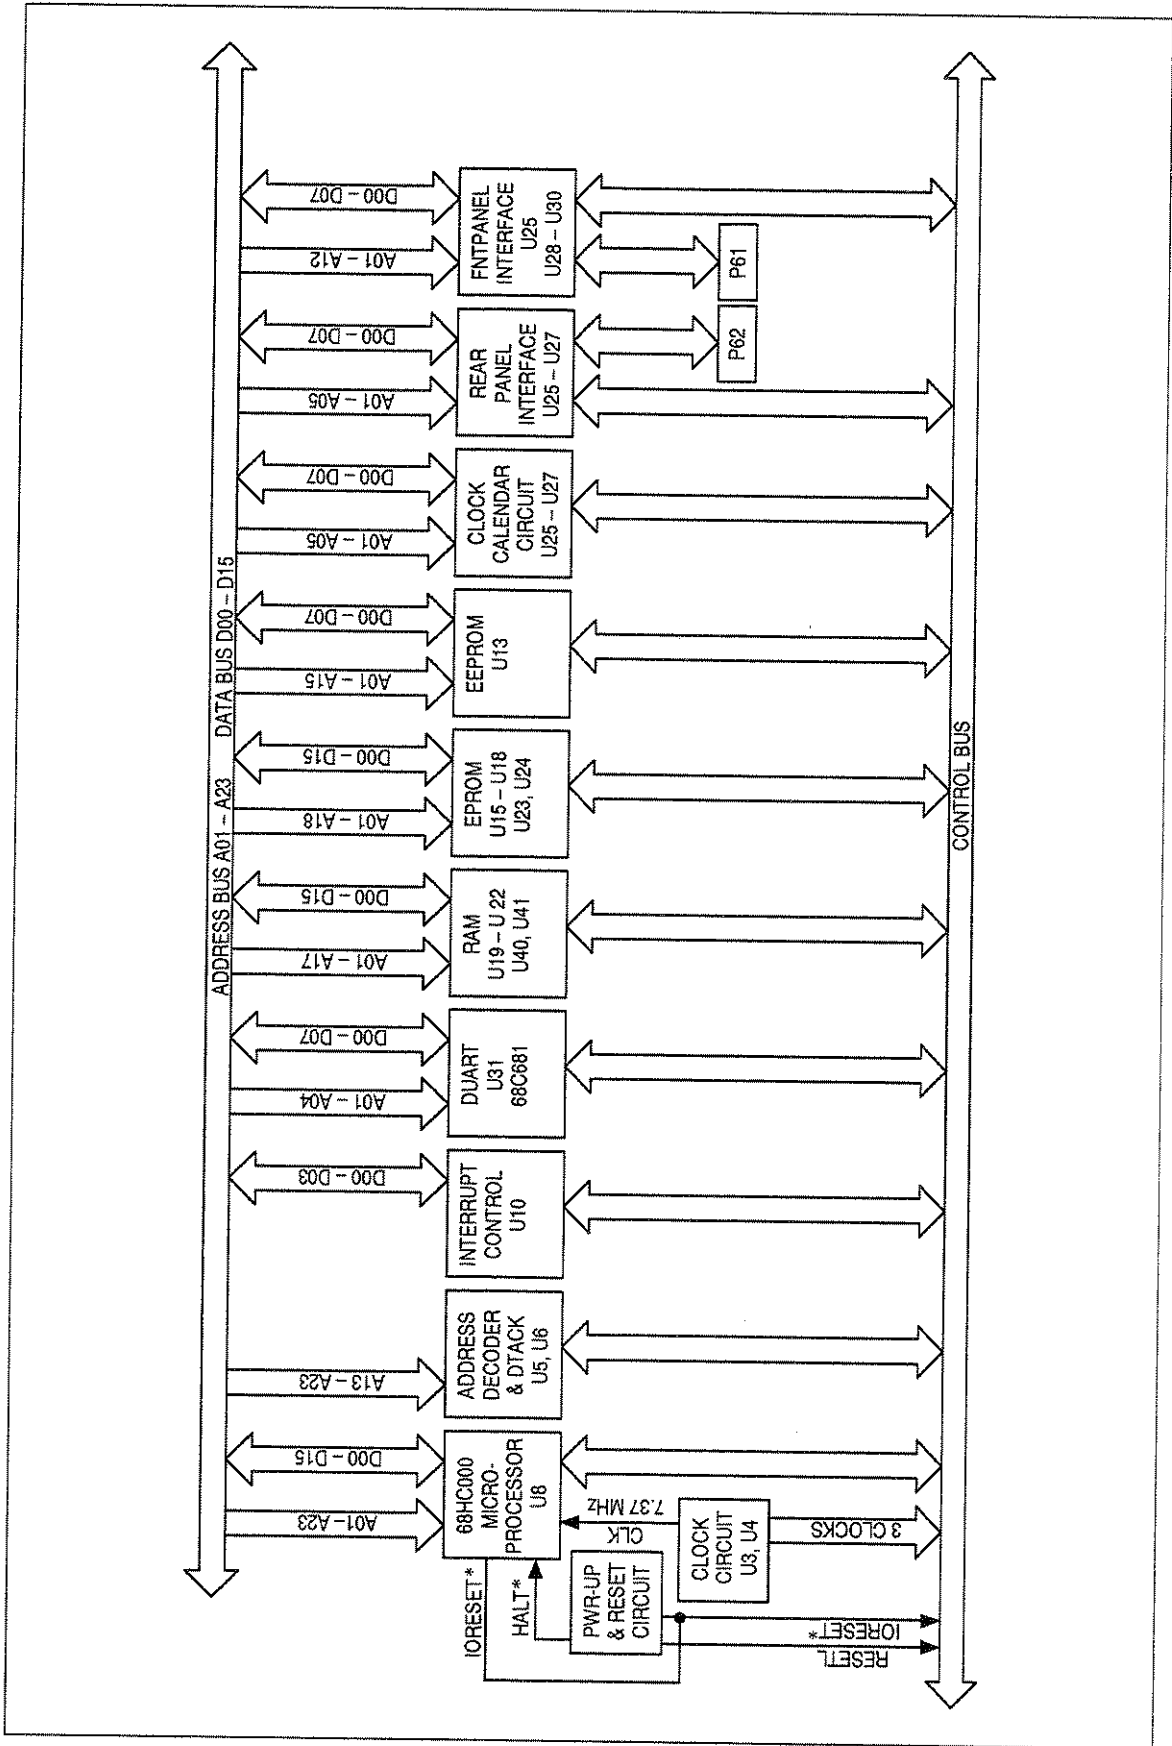 ADDRESS BUS A01 – A23    DATA BUS D00 – D15
A01–A23
D00 – D15
A13 – A23
D00 – D03
A01 – A04
D00 – D07
A01 – A17
D00 – D15
A01 – A18
D00 – D15
A01 – A15
D00 – D07
A01 – A05
D00 – D07
A01 – A05
D00 – D07
A01 – A12
D00 – D07
IORESET*
68HC000
MICRO-
PROCESSOR
U8
ADDRESS
DECODER
& DTACK
U5, U6
INTERRUPT
CONTROL
U10
DUART
U31
68C681
RAM
U19 – U 22
U40, U41
EPROM
U15 – U18
U23, U24
EEPROM
U13
CLOCK
CALENDAR
CIRCUIT
U25 – U27
REAR
PANEL
INTERFACE
U25 – U27
FNTPANEL
INTERFACE
U25
U28 – U30
HALT*
CLK
7.37 MHz
PWR-UP
& RESET
CIRCUIT
CLOCK
CIRCUIT
U3, U4
P62
P61
RESETL
IORESET*
3 CLOCKS
CONTROL BUS